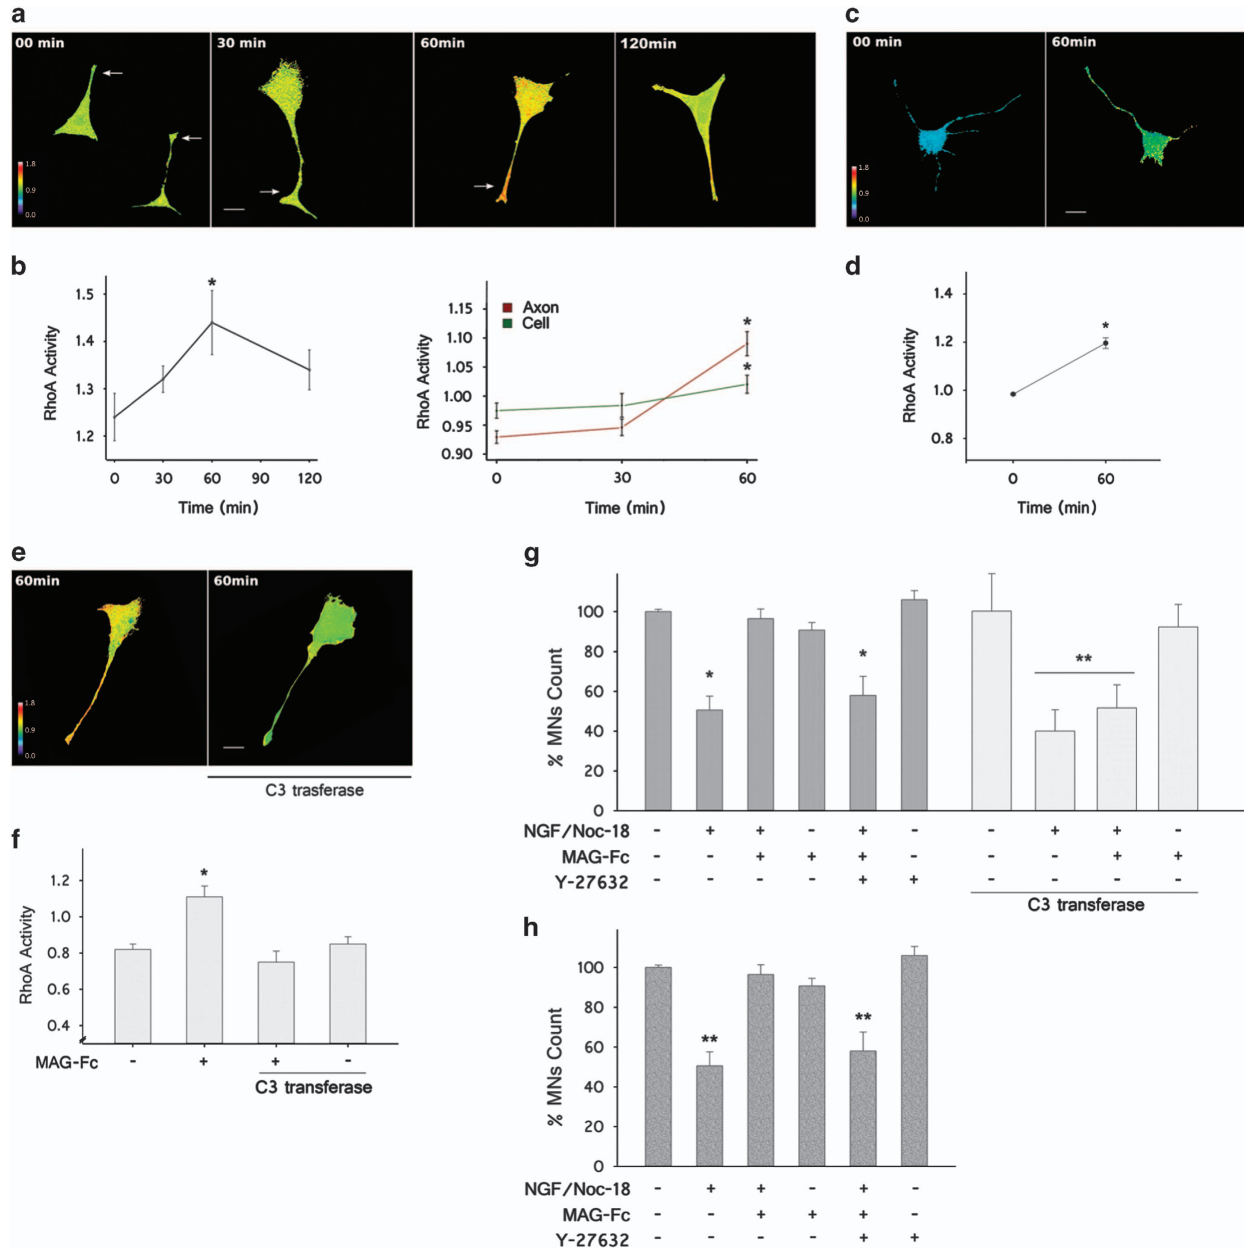 a
00 min
30 min
60min
120min
1.8
0.9
0.0
c
00 min
60min
1.8
0.9
0.0
b
RhoA Activity
1.5
1.4
1.3
1.2
*
0 30 60 90 120
Time (min)
RhoA Activity
1.15
1.10
1.05
1.00
0.95
0.90
Axon
Cell
*
*
0 30 60
Time (min)
d
RhoA Activity
1.4
1.2
1.0
0.8
*
0 60
Time (min)
e
60min
60min
1.8
0.9
0.0
C3 trasferase
f
RhoA Activity
1.2
1.0
0.8
0.6
0.4
*
MAG-Fc - + + -
C3 transferase
g
% MNs Count
100
80
60
40
20
0
* * **
NGF/Noc-18 - + + - + - - + + -
MAG-Fc - - + + + - - - + +
Y-27632 - - - - + + - - - -
C3 transferase
h
% MNs Count
100
80
60
40
20
0
** **
NGF/Noc-18 - + + - + -
MAG-Fc - - + + + -
Y-27632 - - - - + +